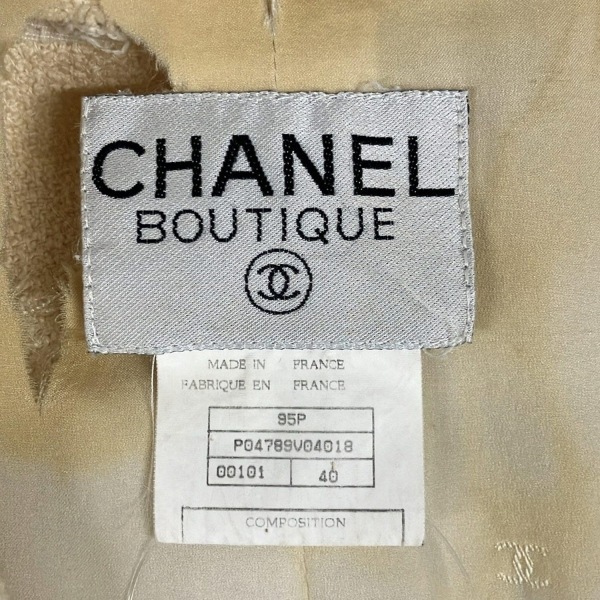 CHANEL
BOUTIQUE
MADE IN FRANCE
FABRIQUE EN FRANCE
95P
P04789V04018
00101 40
COMPOSITION